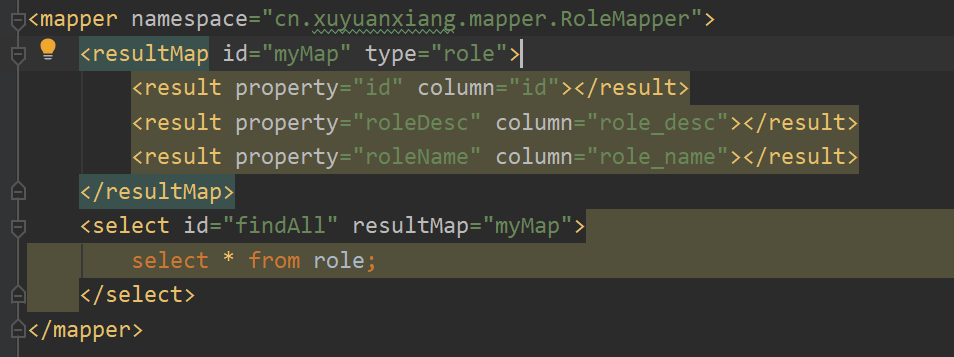 <mapper namespace="cn.xuyuanxiang.mapper.RoleMapper">
<resultMap id="myMap" type="role">
<result property="id" column="id"></result>
<result property="roleDesc" column="role_desc"></result>
<result property="roleName" column="role_name"></result>
</resultMap>
<select id="findAll" resultMap="myMap">
select * from role;
</select>
</mapper>